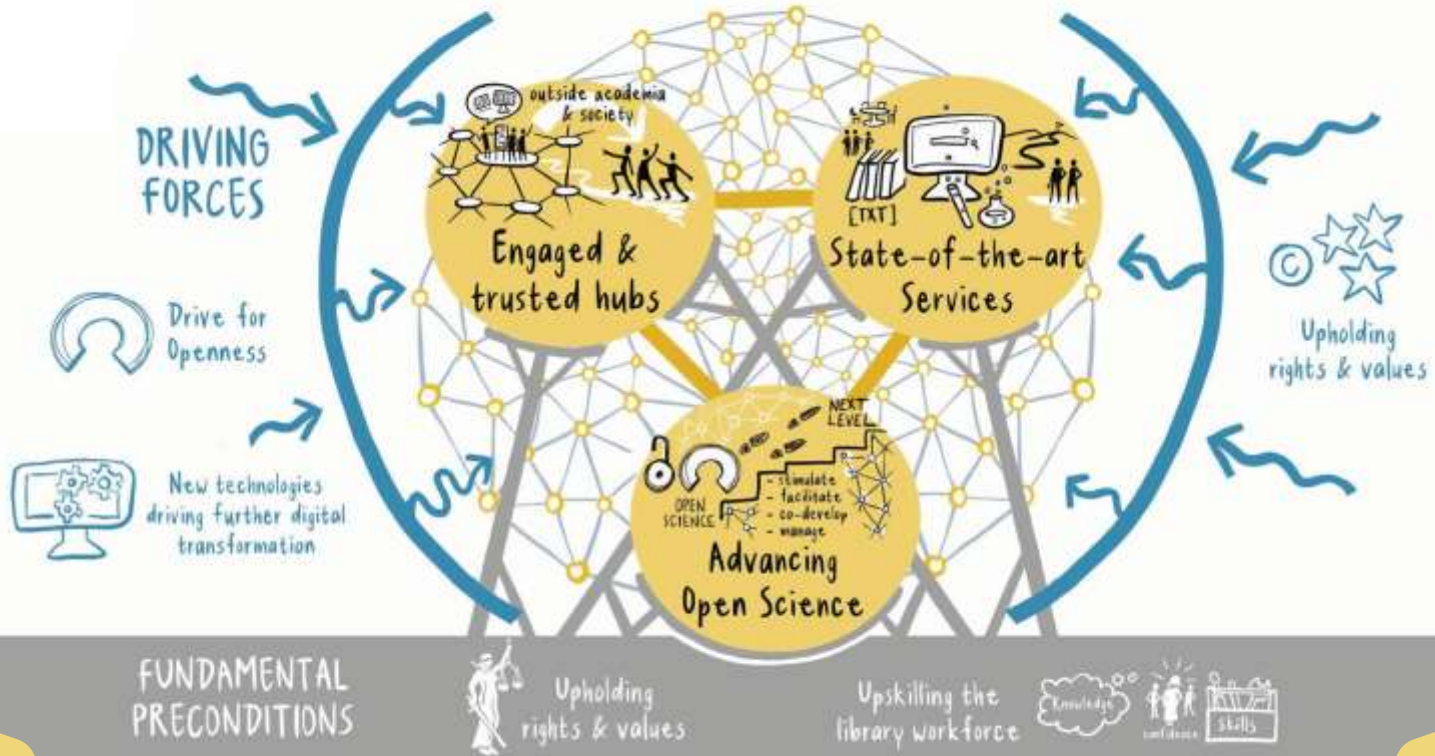 DRIVING
FORCES
Drive for
Openness
New technologies
driving further digital
transformation
outside academia
& society
Engaged &
trusted hubs
[TXT]
State-of-the-art
Services
©
Upholding
rights & values
NEXT
LEVEL
OPEN
SCIENCE
- stimulate
- facilitate
- co-develop
- manage
Advancing
Open Science
FUNDAMENTAL
PRECONDITIONS
Upholding
rights & values
Upskilling the
library workforce
Knowledge
confidence
Skills